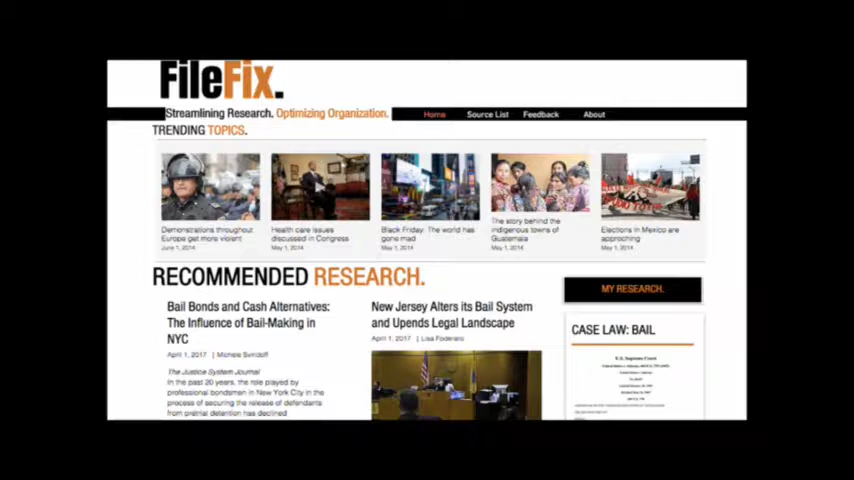 FileFix.
Streamlining Research. Optimizing Organization.
Home Source List Feedback About
TRENDING TOPICS.
Demonstrations throughout
Europe get more violent
June 1, 2014
Health care issues
discussed in Congress
May 1, 2014
Black Friday: The world has
gone mad
May 1, 2014
The story behind the
indigenous towns of
Guatemala
May 1, 2014
Elections in Mexico are
approaching
May 1, 2014
RECOMMENDED RESEARCH.
Bail Bonds and Cash Alternatives:
The Influence of Bail-Making in
NYC
April 1, 2017 | Michele
The Justice System Journal
In the past 20 years, the role played by
professional bondsmen in New York City in the
process of securing the release of defendants
from pretrial detention has declined
New Jersey Alters its Bail System
and Upends Legal Landscape
April 1, 2017 | Lisa Foderaro
MY RESEARCH.
CASE LAW: BAIL
U.S. Supreme Court